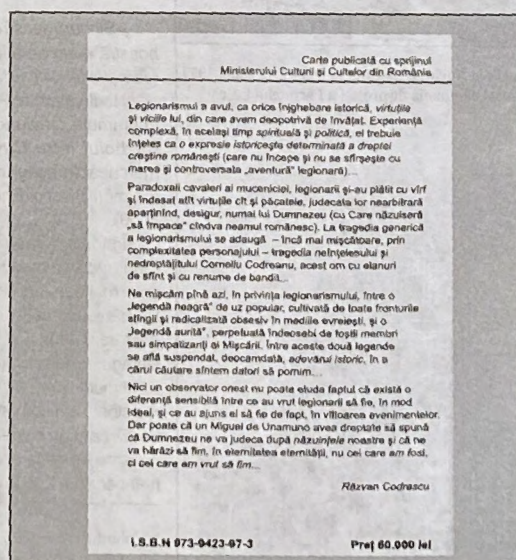 Carte publicată cu sprijinul
Ministerului Culturii și Cultelor din România
Legionarismul a avut, ca orice înjghebare istorică, virtuțile
și viciile lui, din care avem deopotrivă de învățat. Experiență
complexă, în același timp spirituală și politică, el trebuie
înțeles ca o expresie istoricește determinată a dreptei
creștine românești (care nu începe și nu se sfîrșește cu
marea și controversata „aventură” legionară)...
Paradoxali cavaleri ai muceniciei, legionarii și-au plătit cu vîrf
și îndesat atît virtuțile cît și păcatele, judecata lor nearbitrară
aparținînd, desigur, numai lui Dumnezeu (cu Care năzuiseră
„să împace” cîndva neamul românesc). La tragedia generică
a legionarismului se adaugă – încă mai mișcătoare, prin
complexitatea personajului – tragedia neînțelesului și
nedreptățitului Corneliu Codreanu, acest om cu elanuri
de sfînt și cu renume de bandit...
Ne mișcăm pînă azi, în privința legionarismului, între o
„legendă neagră” de uz popular, cultivată de toate fronturile
stîngii și radicalizată obsesiv în mediile evreiești, și o
„legendă aurită”, perpetuată îndeosebi de foștii membri
sau simpatizanți ai Mișcării. Între aceste două legende
se află suspendat, deocamdată, adevărul istoric, în a
cărui căutare sîntem datori să pornim...
Nici un observator onest nu poate eluda faptul că există o
diferență sensibilă între ce au vrut legionarii să fie, în mod
ideal, și ce au ajuns ei să fie de fapt, în vîltoarea evenimentelor.
Dar poate că un Miguel de Unamuno avea dreptate să spună
că Dumnezeu ne va judeca după năzuințele noastre și că ne
va hărăzi să fim, în eternitatea eternității, nu cei care am fost,
ci cei care am vrut să fim...
Răzvan Codrescu
I.S.B.N 973-9423-97-3
Preț 60.000 lei